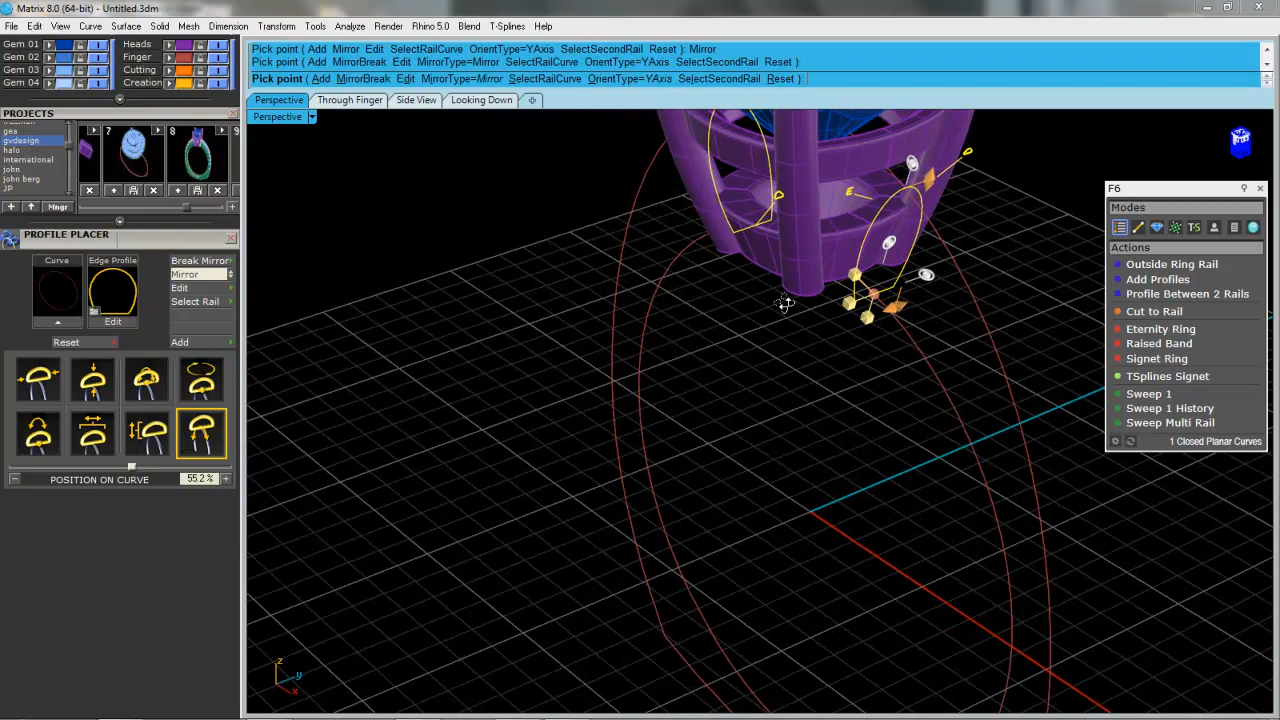 Matrix 8.0 (64-bit) - Untitled.3dm
File Edit View Curve Surface Solid Mesh Dimension Transform Tools Analyze Render Rhino 5.0 Blend T-Splines Help
Gem 01 Heads
Gem 02 Finger
Gem 03 Cutting
Gem 04 Creation
PROJECTS
gea
gvdesign
halo
international
john
john berg
JP
7 8 9
Mngr
PROFILE PLACER
Curve Edge Profile
Edit
Break Mirror
Mirror
Edit
Select Rail
Reset Add
POSITION ON CURVE 55.2 %
Pick point ( Add Mirror Edit SelectRailCurve OrientType=YAxis SelectSecondRail Reset ): Mirror
Pick point ( Add MirrorBreak Edit MirrorType=Mirror SelectRailCurve OrientType=YAxis SelectSecondRail Reset ):
Pick point ( Add MirrorBreak Edit MirrorType=Mirror SelectRailCurve OrientType=YAxis SelectSecondRail Reset ):
Perspective Through Finger Side View Looking Down
Perspective
E
z
y
x
F6
Modes
T-S
Actions
Outside Ring Rail
Add Profiles
Profile Between 2 Rails
Cut to Rail
Eternity Ring
Raised Band
Signet Ring
TSplines Signet
Sweep 1
Sweep 1 History
Sweep Multi Rail
1 Closed Planar Curves